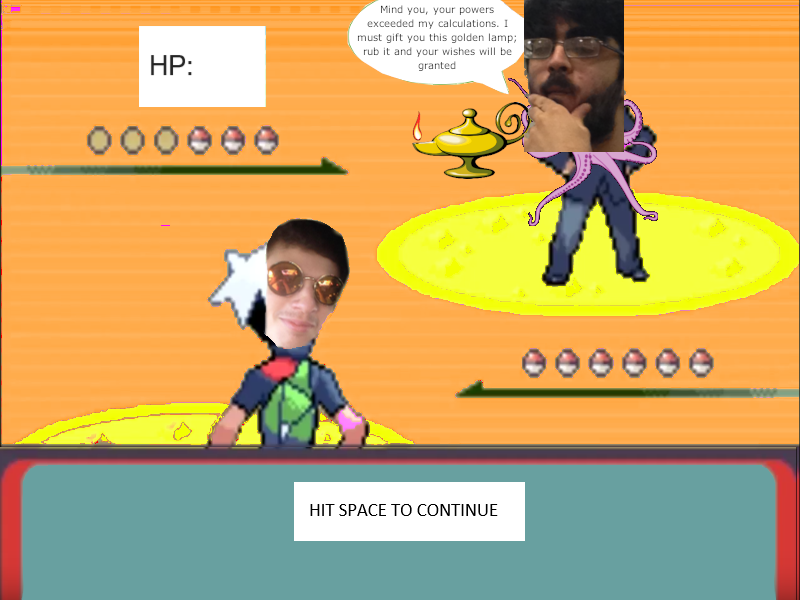 Mind you, your powers
exceeded my calculations. I
must gift you this golden lamp;
rub it and your wishes will be
granted
HP:
HIT SPACE TO CONTINUE